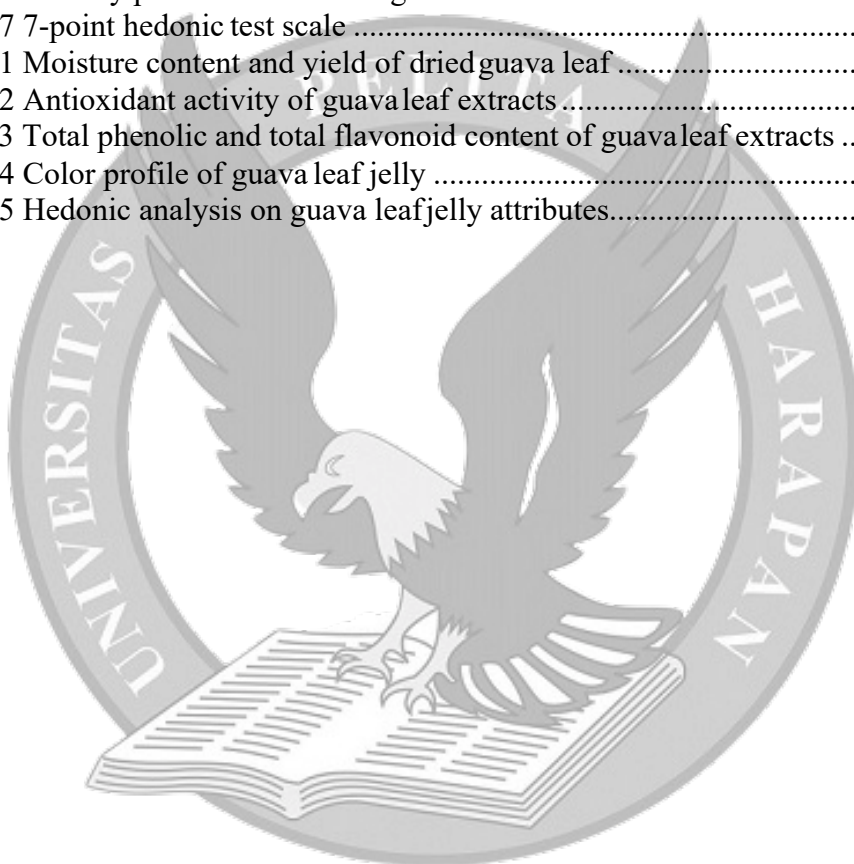 7 7-point hedonic test scale ........................................................
1 Moisture content and yield of dried guava leaf ..........................
2 Antioxidant activity of guava leaf extracts ................................
3 Total phenolic and total flavonoid content of guava leaf extracts ..
4 Color profile of guava leaf jelly ................................................
5 Hedonic analysis on guava leaf jelly attributes..........................
UNIVERSITAS PELITA HARAPAN